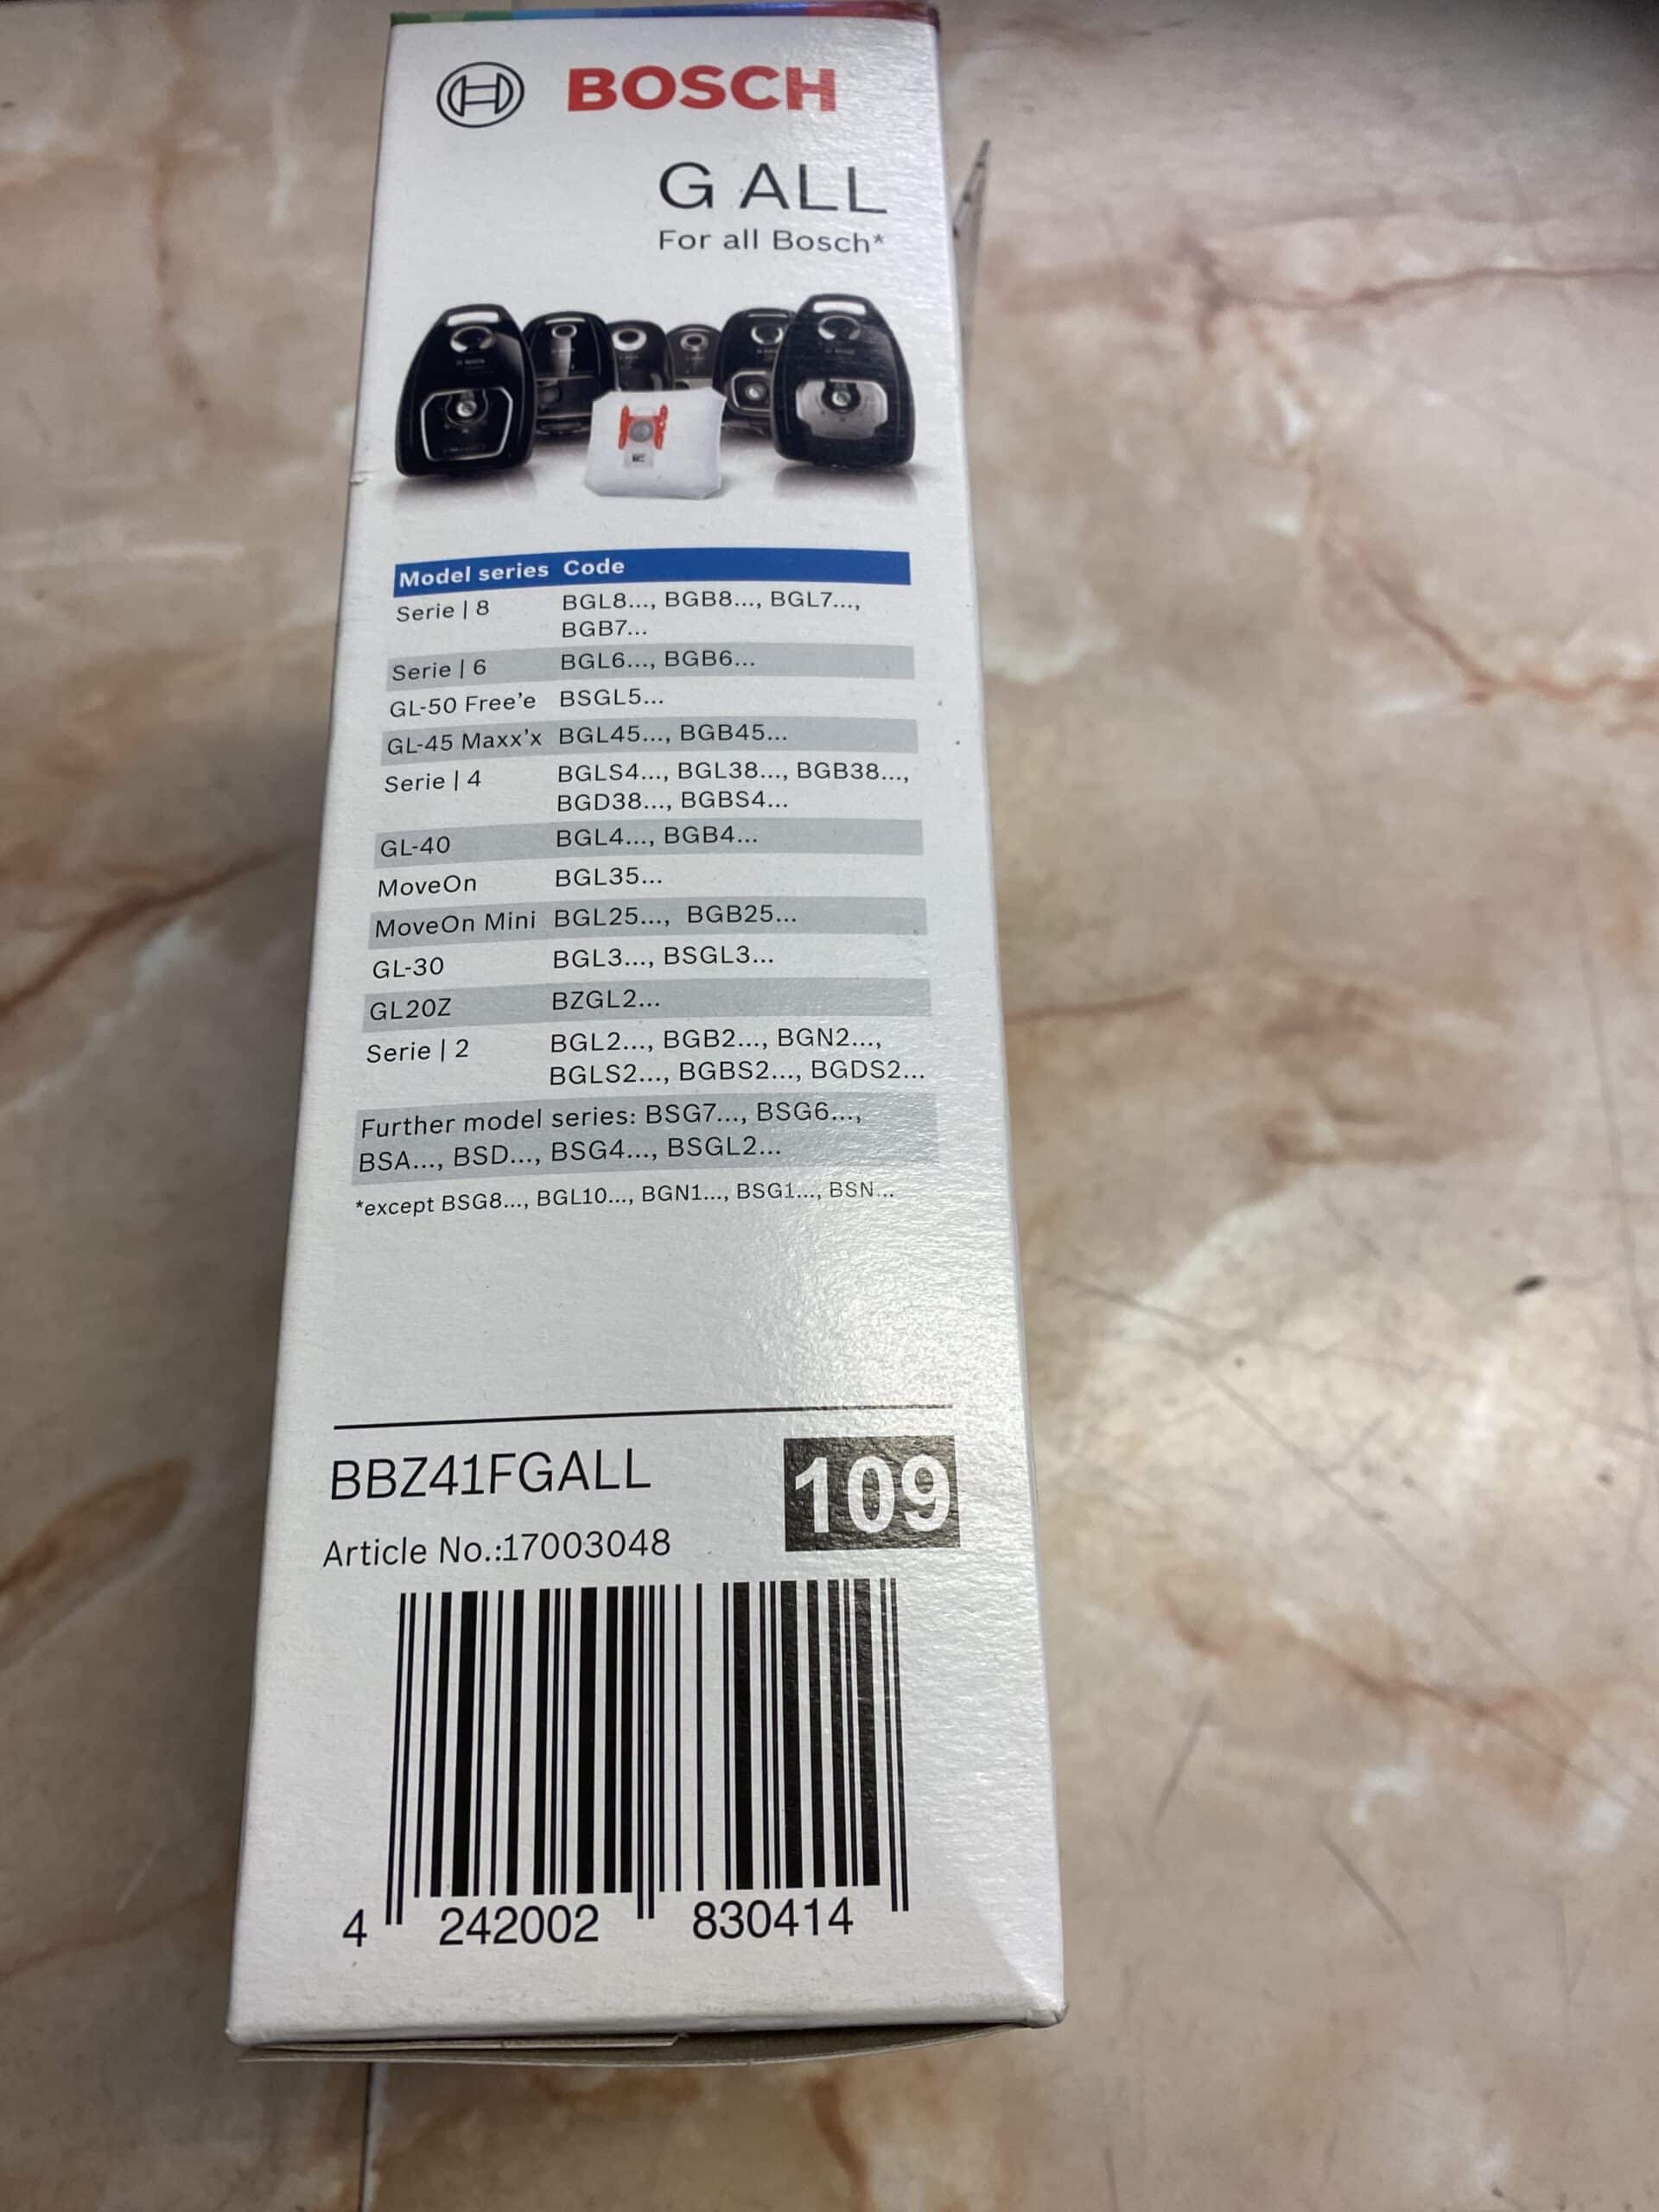 BOSCH
G ALL
For all Bosch*
Model series Code
Serie | 8 BGL8..., BGB8..., BGL7...,
BGB7...
Serie | 6 BGL6..., BGB6...
GL-50 Free'e BSGL5...
GL-45 Maxx'x BGL45..., BGB45...
Serie | 4 BGLS4..., BGL38..., BGB38...,
BGD38..., BGBS4...
GL-40 BGL4..., BGB4...
MoveOn BGL35...
MoveOn Mini BGL25..., BGB25...
GL-30 BGL3..., BSGL3...
GL20Z BZGL2...
Serie | 2 BGL2..., BGB2..., BGN2...,
BGLS2..., BGBS2..., BGDS2...
Further model series: BSG7..., BSG6...,
BSA..., BSD..., BSG4..., BSGL2...
*except BSG8..., BGL10..., BGN1..., BSG1..., BSN...
BBZ41FGALL
109
Article No.:17003048
4 242002 830414